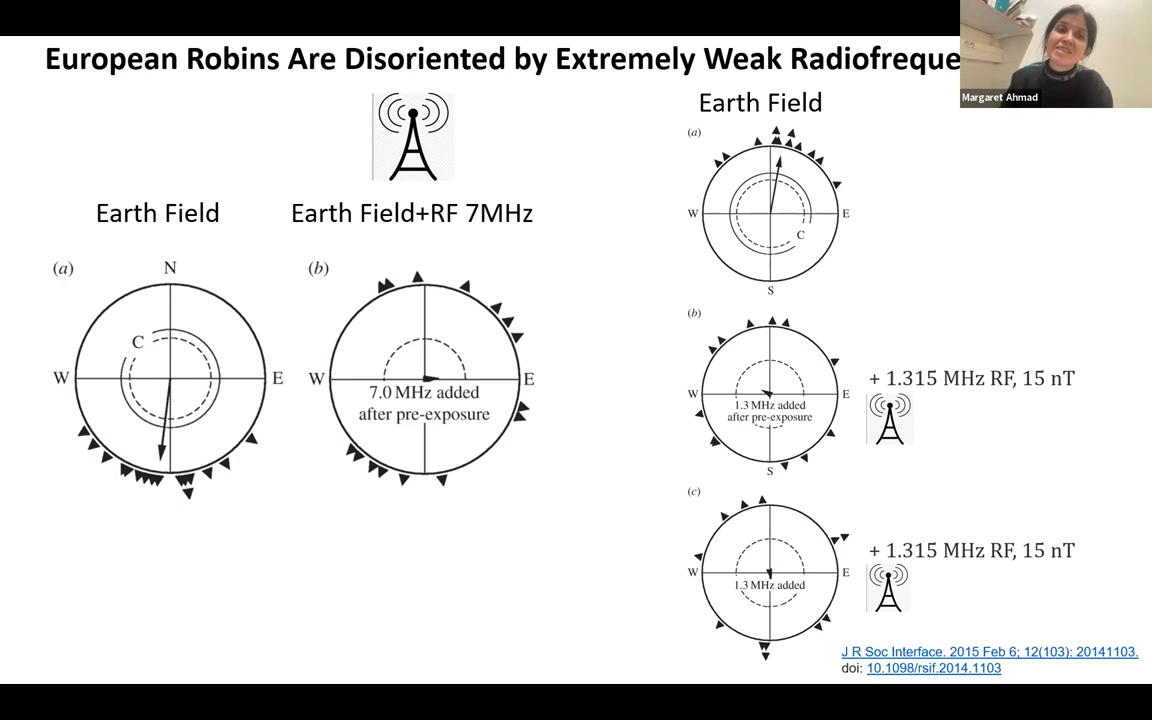 European Robins Are Disoriented by Extremely Weak Radiofreque
Margaret Ahmad
Earth Field
Earth Field+RF 7MHz
(a)
N
C
W
E
(b)
W
E
7.0 MHz added
after pre-exposure
Earth Field
(a)
W
E
C
S
(b)
W
E
1.3 MHz added
after pre-exposure
S
+ 1.315 MHz RF, 15 nT
(c)
W
E
1.3 MHz added
+ 1.315 MHz RF, 15 nT
J R Soc Interface. 2015 Feb 6; 12(103): 20141103.
doi: 10.1098/rsif.2014.1103